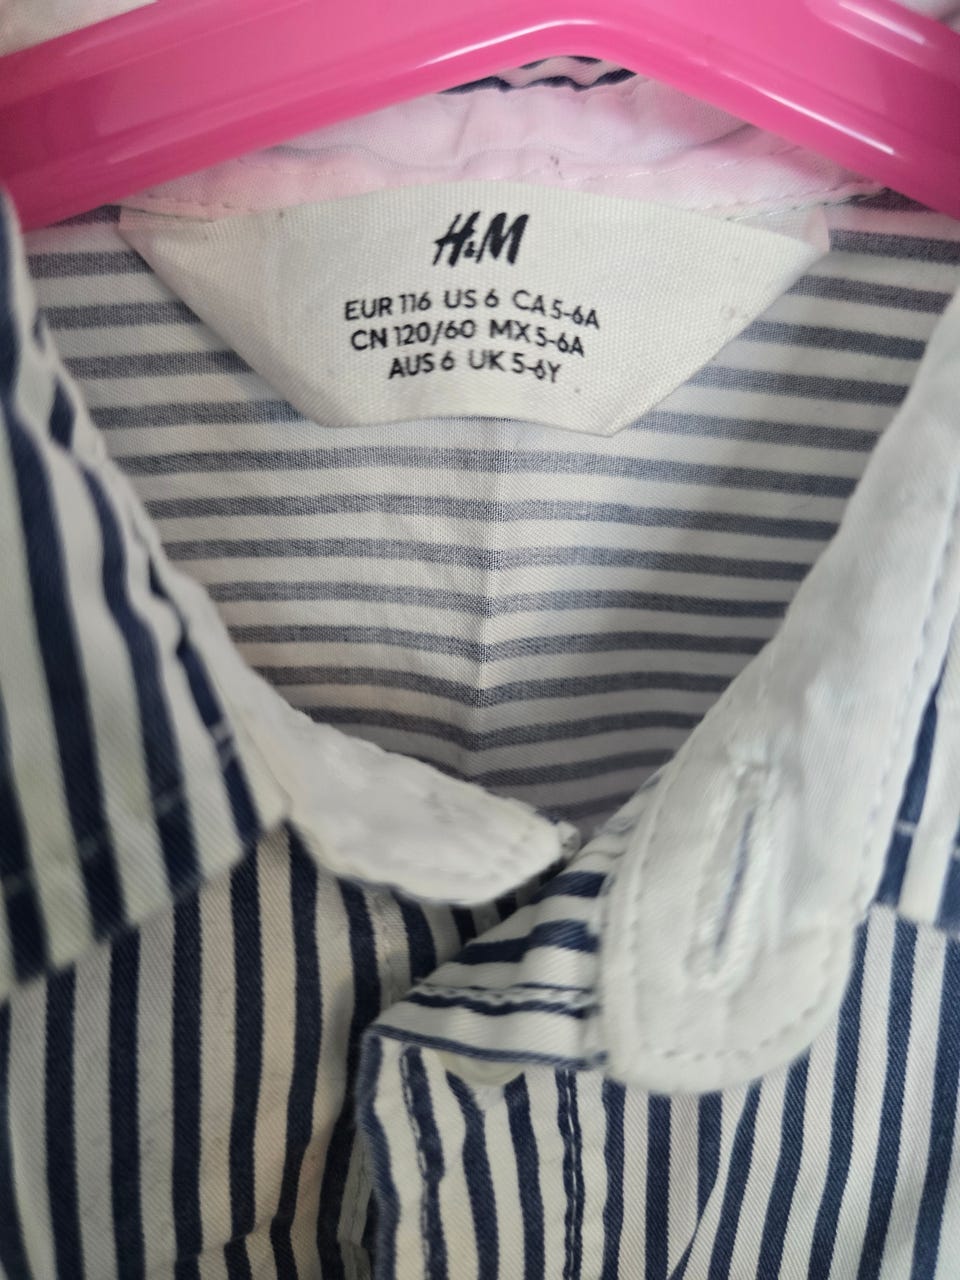 H&M
EUR 116 US 6 CA 5-6A
CN 120/60 MX 5-6A
AUS 6 UK 5-6Y